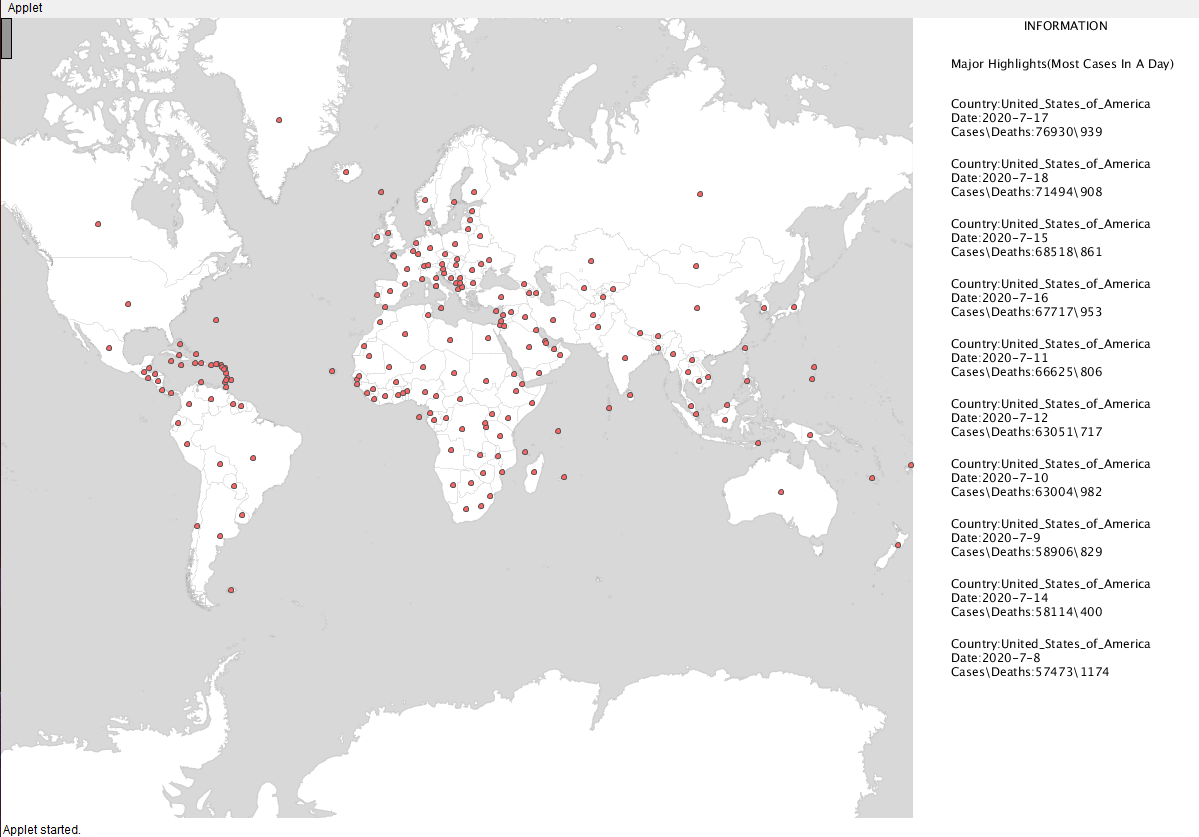 Applet
INFORMATION
Major Highlights(Most Cases In A Day)
Country:United_States_of_America
Date:2020-7-17
Cases\Deaths:76930\939
Country:United_States_of_America
Date:2020-7-18
Cases\Deaths:71494\908
Country:United_States_of_America
Date:2020-7-15
Cases\Deaths:68518\861
Country:United_States_of_America
Date:2020-7-16
Cases\Deaths:67717\953
Country:United_States_of_America
Date:2020-7-11
Cases\Deaths:66625\806
Country:United_States_of_America
Date:2020-7-12
Cases\Deaths:63051\717
Country:United_States_of_America
Date:2020-7-10
Cases\Deaths:63004\982
Country:United_States_of_America
Date:2020-7-9
Cases\Deaths:58906\829
Country:United_States_of_America
Date:2020-7-14
Cases\Deaths:58114\400
Country:United_States_of_America
Date:2020-7-8
Cases\Deaths:57473\1174
Applet started.